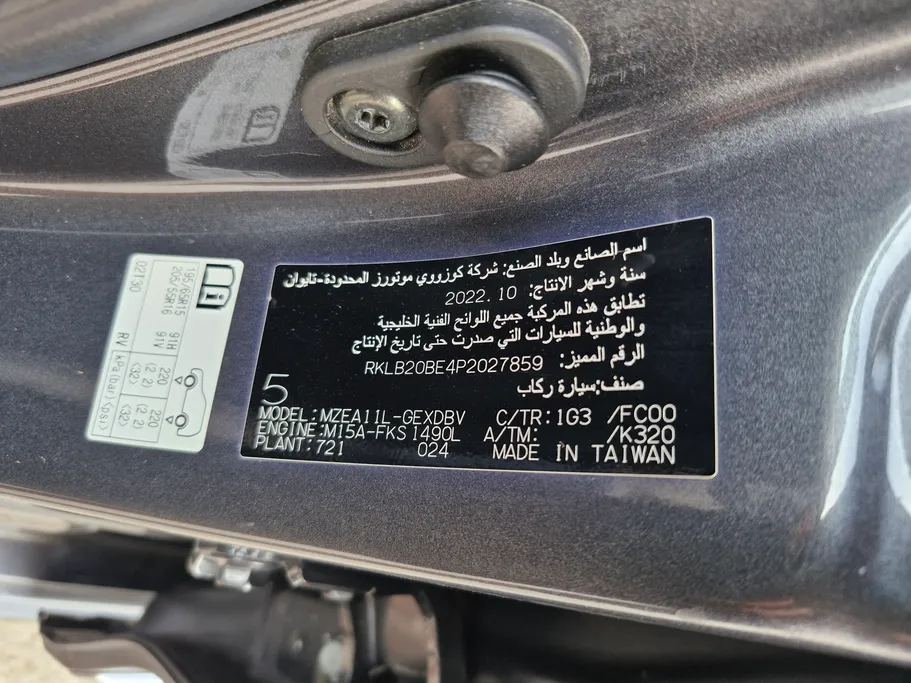 اسم الصانع وبلد الصنع: شركة كوزووي موتورز المحدودة-تايوان
سنة وشهر الانتاج: 2022.10
تطابق هذه المركبة جميع اللوائح الفنية الخليجية
والوطنية للسيارات التي صدرت حتى تاريخ الإنتاج
الرقم المميز: RKLB20BE4P2027859
صنف:سيارة ركاب
5
MODEL:MZEA11L-GEXDBV C/TR:1G3 /FC00
ENGINE:M15A-FKS 1490L A/TM: /K320
PLANT:721 024 MADE IN TAIWAN
195/65R15 91H 220 (2.2) <32> 220 (2.2) <32>
205/55R16 91V
02130 RV kPa(bar) <psi>